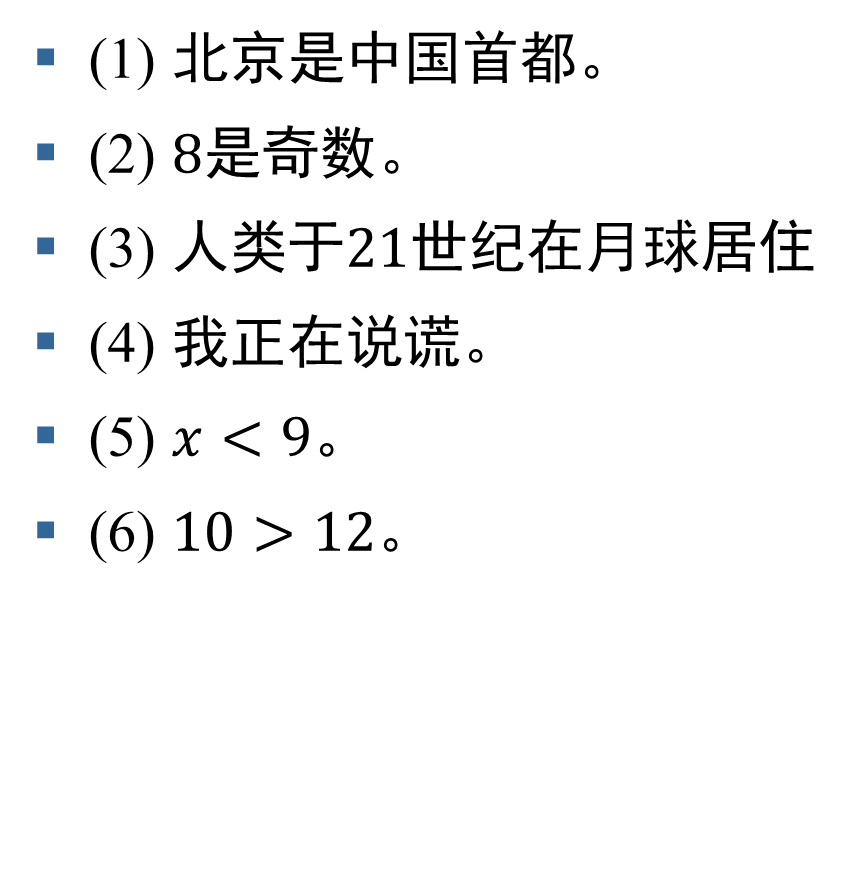 ▪ (1) 北京是中国首都。
▪ (2) 8是奇数。
▪ (3) 人类于21世纪在月球居住
▪ (4) 我正在说谎。
▪ (5) x < 9。
▪ (6) 10 > 12。